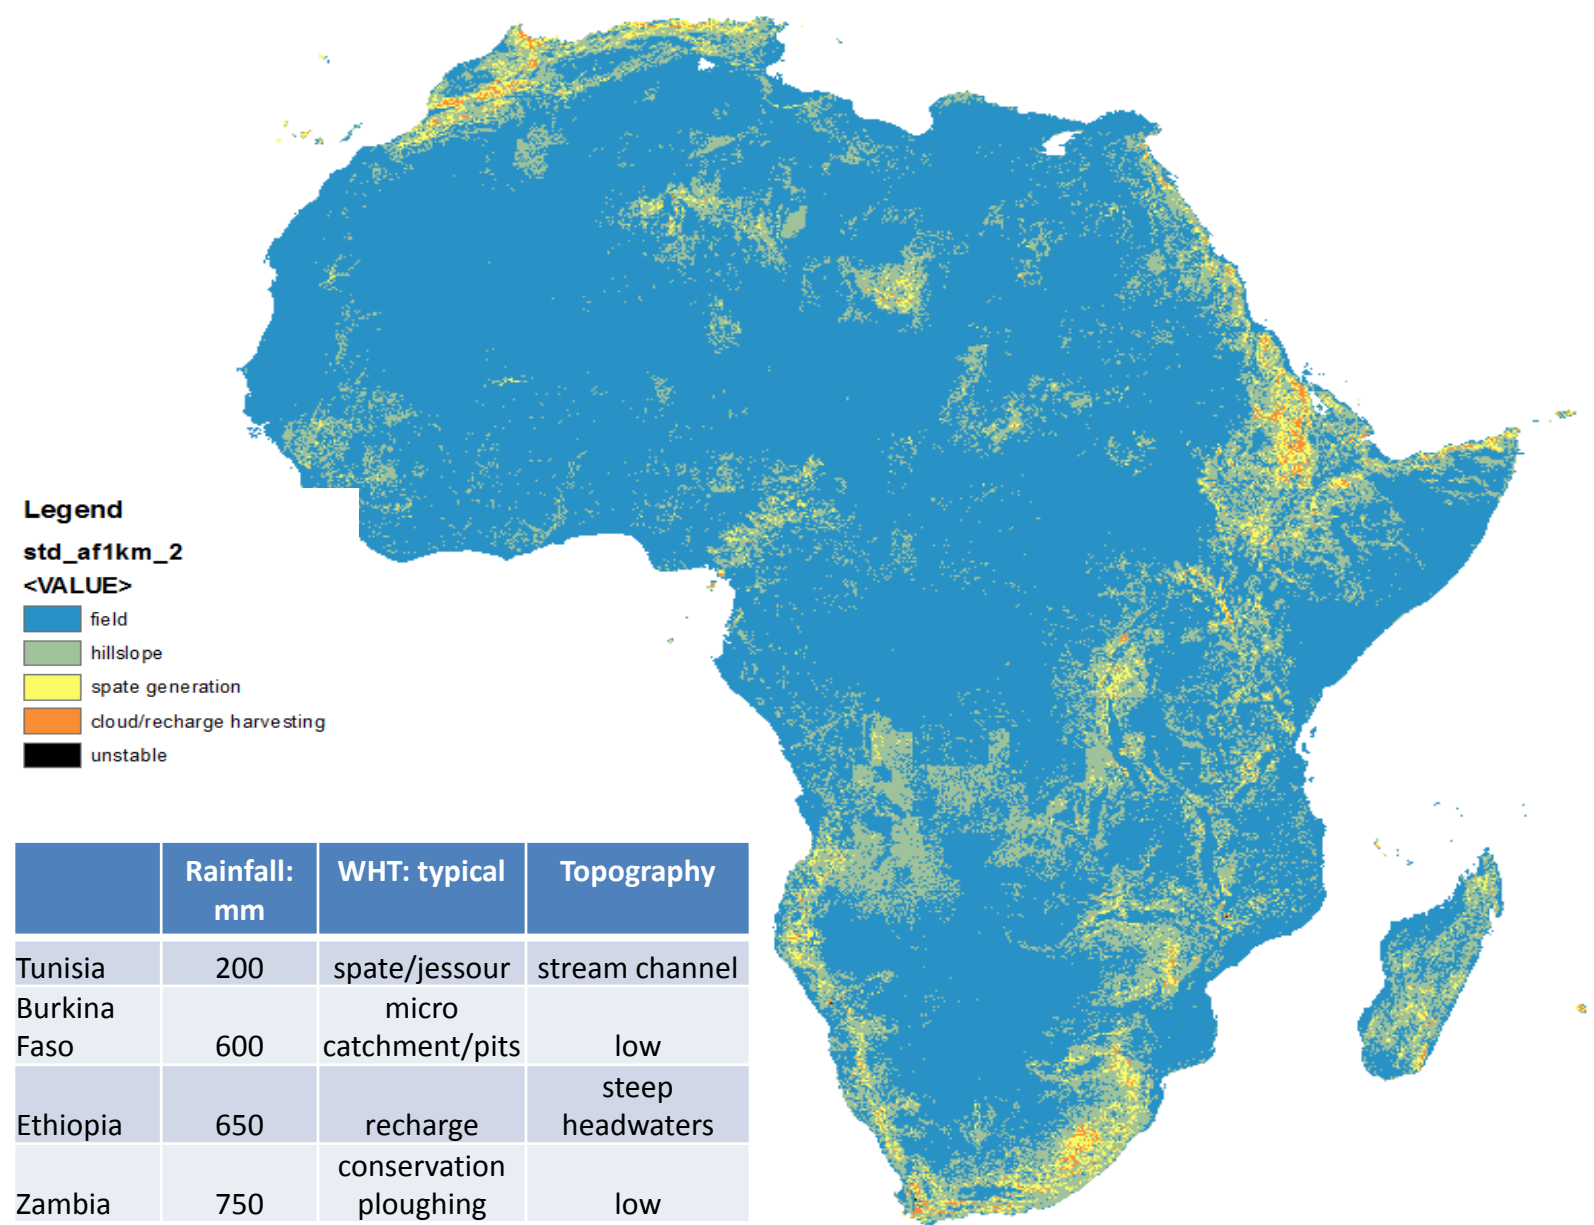 Legend
std_af1km_2
<VALUE>
field
hillslope
spate generation
cloud/recharge harvesting
unstable
Rainfall: mm WHT: typical Topography
Tunisia 200 spate/jessour stream channel
Burkina Faso 600 micro catchment/pits low
Ethiopia 650 recharge steep headwaters
Zambia 750 conservation ploughing low